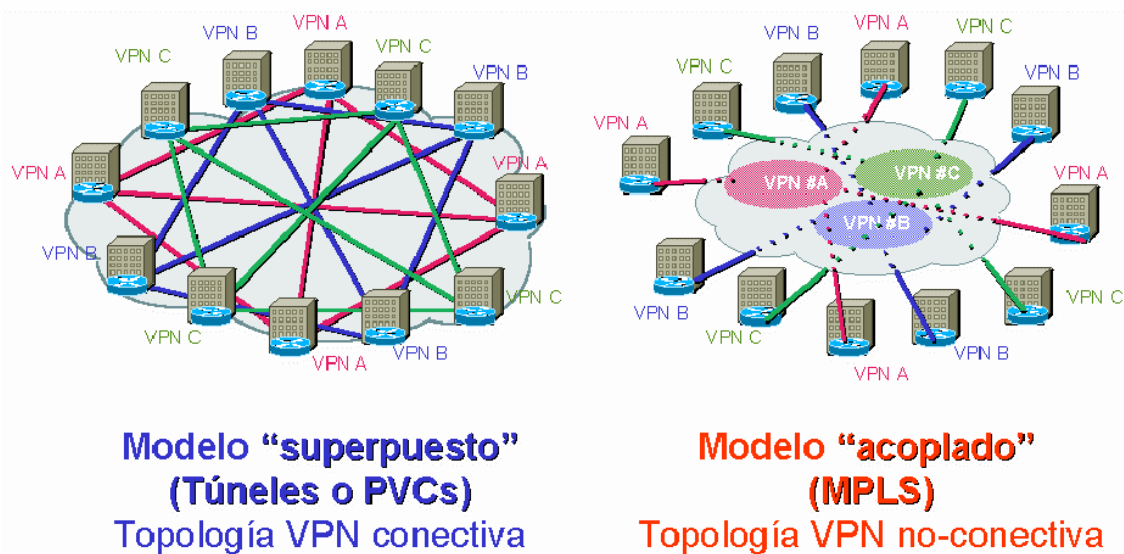 VPN A
VPN B
VPN C
VPN C
VPN B
VPN A
VPN A
VPN B
VPN C
VPN C
VPN B
VPN A
VPN A
VPN B
VPN C
VPN C
VPN B
VPN A
VPN A
VPN #A
VPN #C
VPN #B
VPN B
VPN C
VPN C
VPN B
VPN A
Modelo “superpuesto”
(Túneles o PVCs)
Topología VPN conectiva
Modelo “acoplado”
(MPLS)
Topología VPN no-conectiva